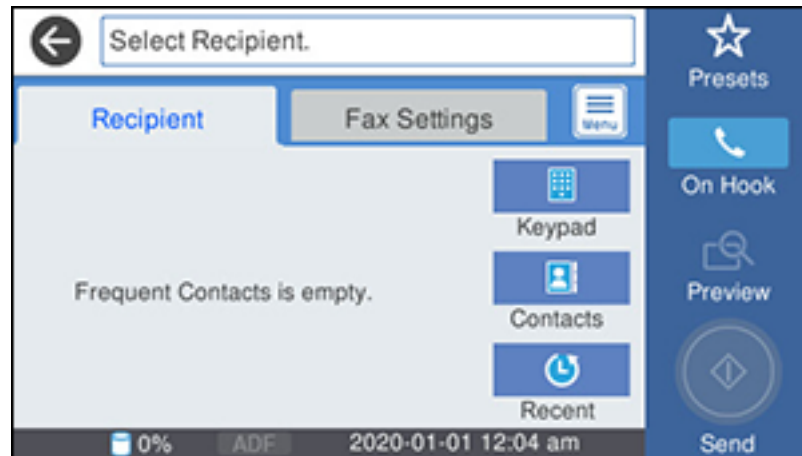 Select Recipient.
Presets
Recipient
Fax Settings
Menu
On Hook
Keypad
Frequent Contacts is empty.
Preview
Contacts
Recent
0%
ADF
2020-01-01 12:04 am
Send